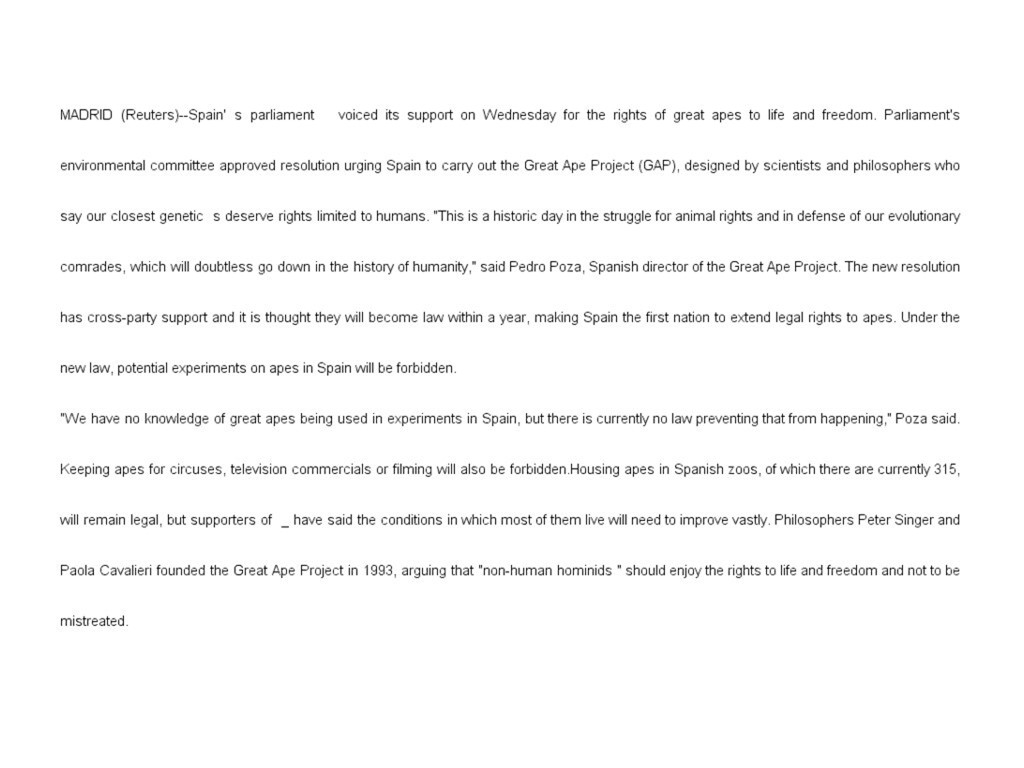 MADRID (Reuters)--Spain' s parliament voiced its support on Wednesday for the rights of great apes to life and freedom. Parliament's
environmental committee approved resolution urging Spain to carry out the Great Ape Project (GAP), designed by scientists and philosophers who
say our closest genetic s deserve rights limited to humans. "This is a historic day in the struggle for animal rights and in defense of our evolutionary
comrades, which will doubtless go down in the history of humanity," said Pedro Poza, Spanish director of the Great Ape Project. The new resolution
has cross-party support and it is thought they will become law within a year, making Spain the first nation to extend legal rights to apes. Under the
new law, potential experiments on apes in Spain will be forbidden.
"We have no knowledge of great apes being used in experiments in Spain, but there is currently no law preventing that from happening," Poza said.
Keeping apes for circuses, television commercials or filming will also be forbidden.Housing apes in Spanish zoos, of which there are currently 315,
will remain legal, but supporters of _ have said the conditions in which most of them live will need to improve vastly. Philosophers Peter Singer and
Paola Cavalieri founded the Great Ape Project in 1993, arguing that "non-human hominids " should enjoy the rights to life and freedom and not to be
mistreated.